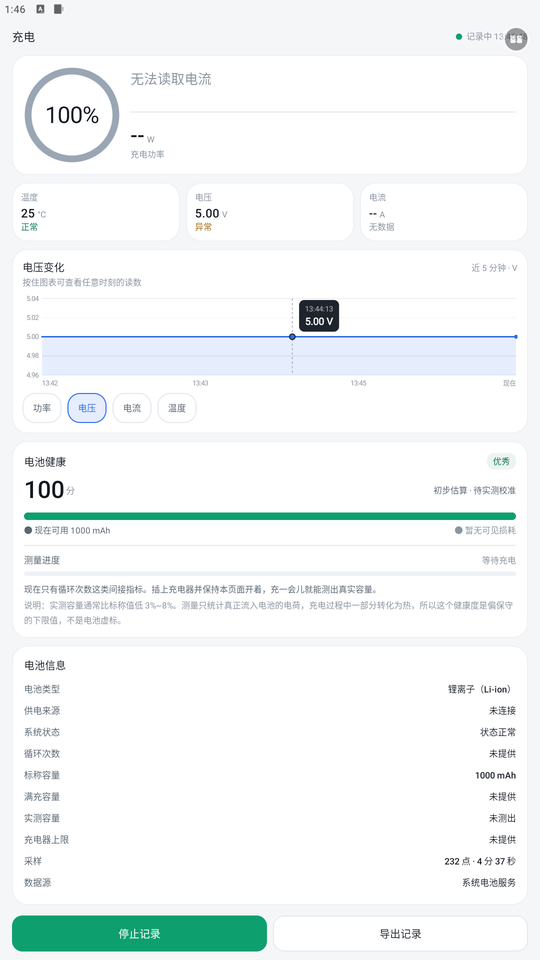 1:46
充电
记录中 13
100%
无法读取电流
-- W
充电功率
温度
25 °C
正常
电压
5.00 V
异常
电流
-- A
无数据
电压变化
近 5 分钟 · V
按住图表可查看任意时刻的读数
5.04
5.02
5.00
4.98
4.96
13:44:13
5.00 V
13:42
13:43
13:45
现在
功率
电压
电流
温度
电池健康
优秀
100分
初步估算 · 待实测校准
现在可用 1000 mAh
暂无可见损耗
测量进度
等待充电
现在只有循环次数这类间接指标。插上充电器并保持本页面开着，充一会儿就能测出真实容量。
说明：实测容量通常比标称值低 3%~8%。测量只统计真正流入电池的电荷，充电过程中一部分转化为热，所以这个健康度是偏保守
的下限值，不是电池虚标。
电池信息
电池类型
锂离子（Li-ion）
供电来源
未连接
系统状态
状态正常
循环次数
未提供
标称容量
1000 mAh
满充容量
未提供
实测容量
未测出
充电器上限
未提供
采样
232 点 · 4 分 37 秒
数据源
系统电池服务
停止记录
导出记录